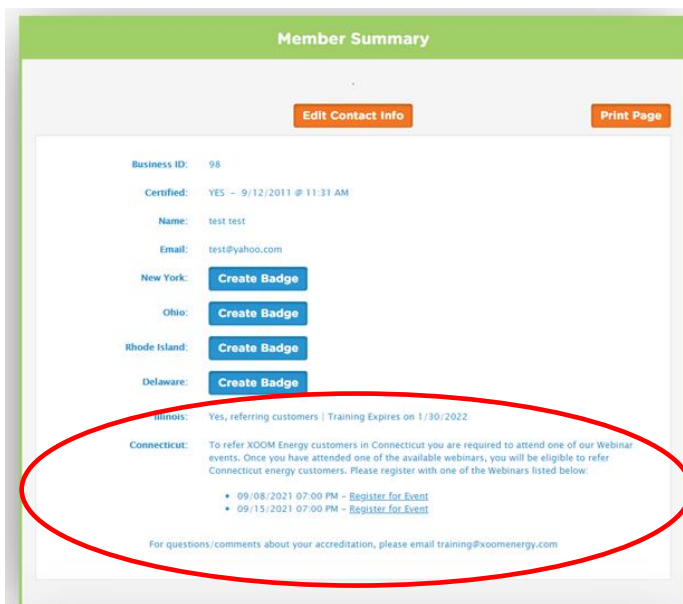 Member Summary
Edit Contact Info
Print Page
Business ID: 98
Certified: YES – 9/12/2011 @ 11:31 AM
Name: test test
Email: test@yahoo.com
New York: Create Badge
Ohio: Create Badge
Rhode Island: Create Badge
Delaware: Create Badge
Illinois: Yes, referring customers | Training Expires on 1/30/2022
Connecticut: To refer XOOM Energy customers in Connecticut you are required to attend one of our Webinar
events. Once you have attended one of the available webinars, you will be eligible to refer
Connecticut energy customers. Please register with one of the Webinars listed below:
• 09/08/2021 07:00 PM – Register for Event
• 09/15/2021 07:00 PM – Register for Event
For questions/comments about your accreditation, please email training@xoomenergy.com